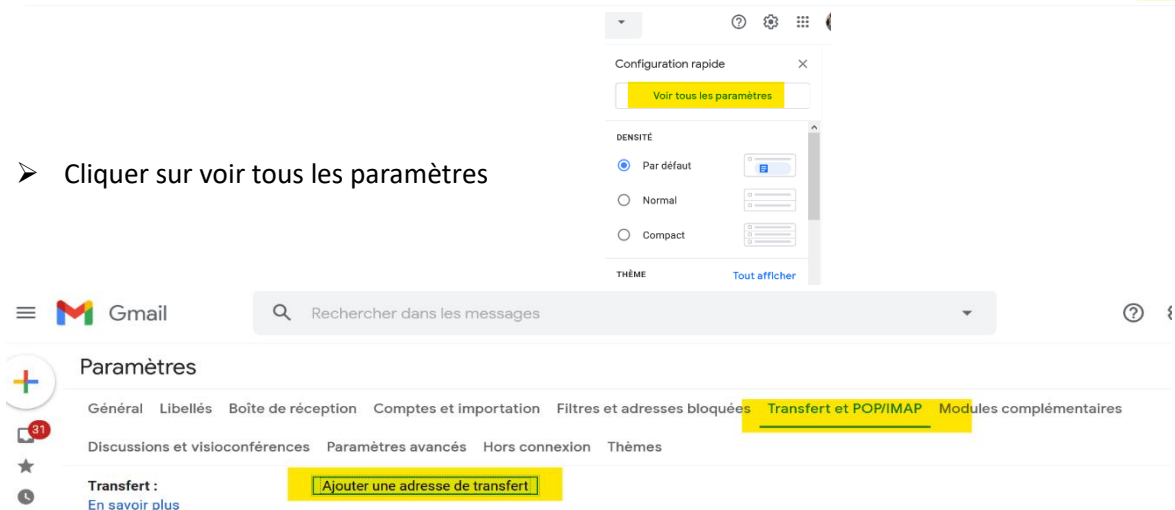 Configuration rapide
Voir tous les paramètres
DENSITÉ
Par défaut
➢ Cliquer sur voir tous les paramètres
Normal
Compact
THÈME Tout afficher
Gmail Rechercher dans les messages
Paramètres
Général Libellés Boîte de réception Comptes et importation Filtres et adresses bloquées Transfert et POP/IMAP Modules complémentaires
31
Discussions et visioconférences Paramètres avancés Hors connexion Thèmes
Transfert : Ajouter une adresse de transfert
En savoir plus